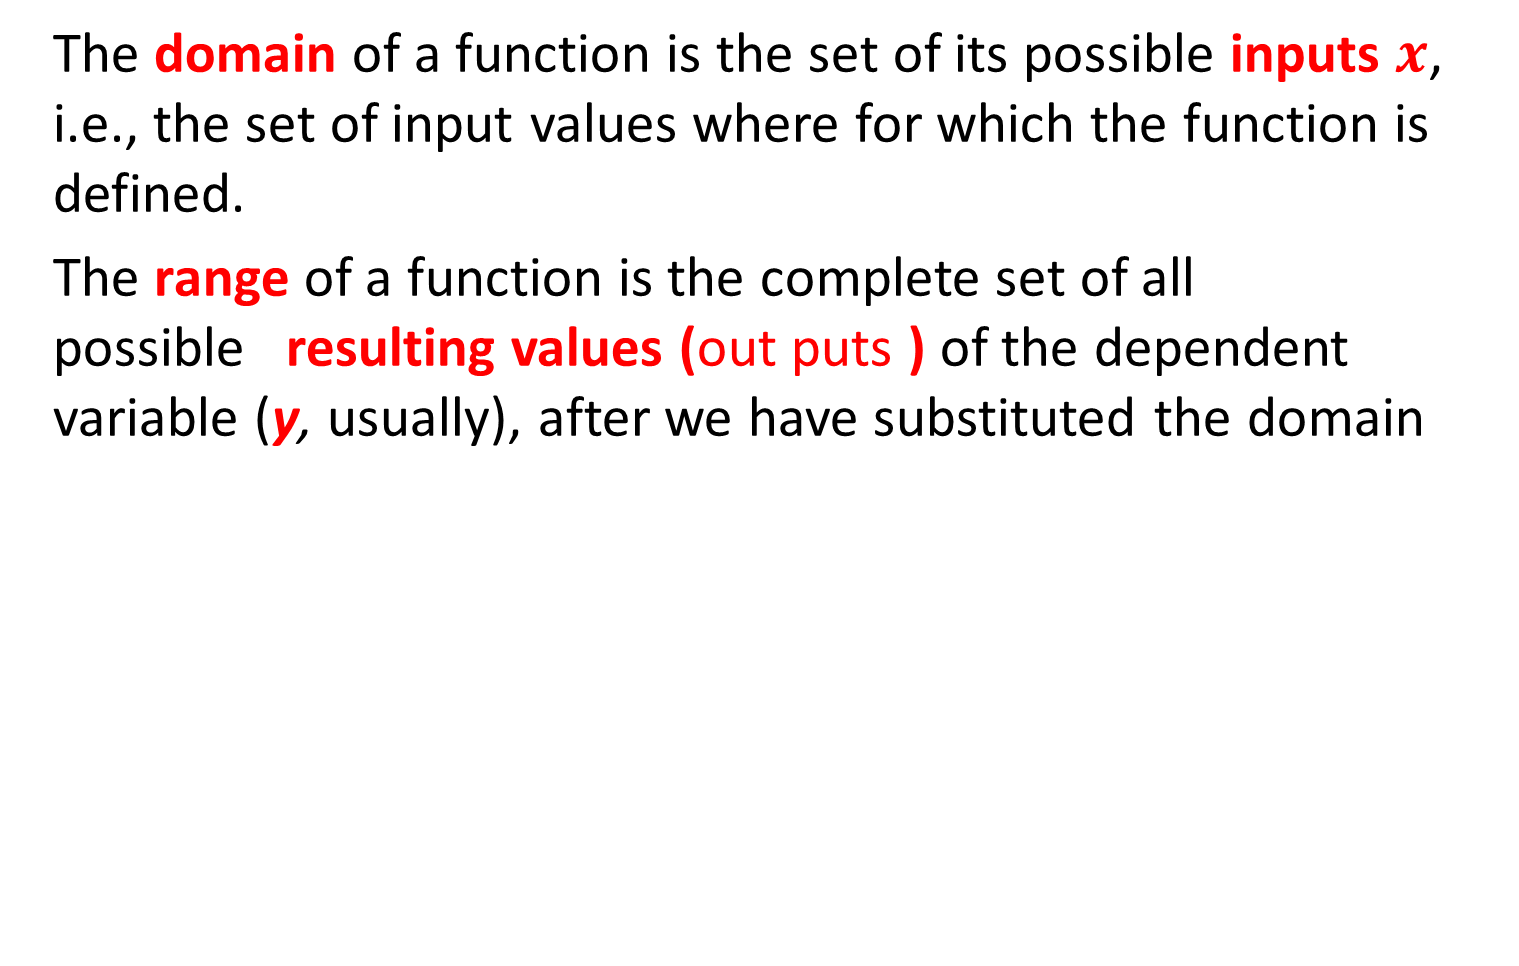 The domain of a function is the set of its possible inputs x,
i.e., the set of input values where for which the function is
defined.
The range of a function is the complete set of all
possible   resulting values (out puts ) of the dependent
variable (y, usually), after we have substituted the domain